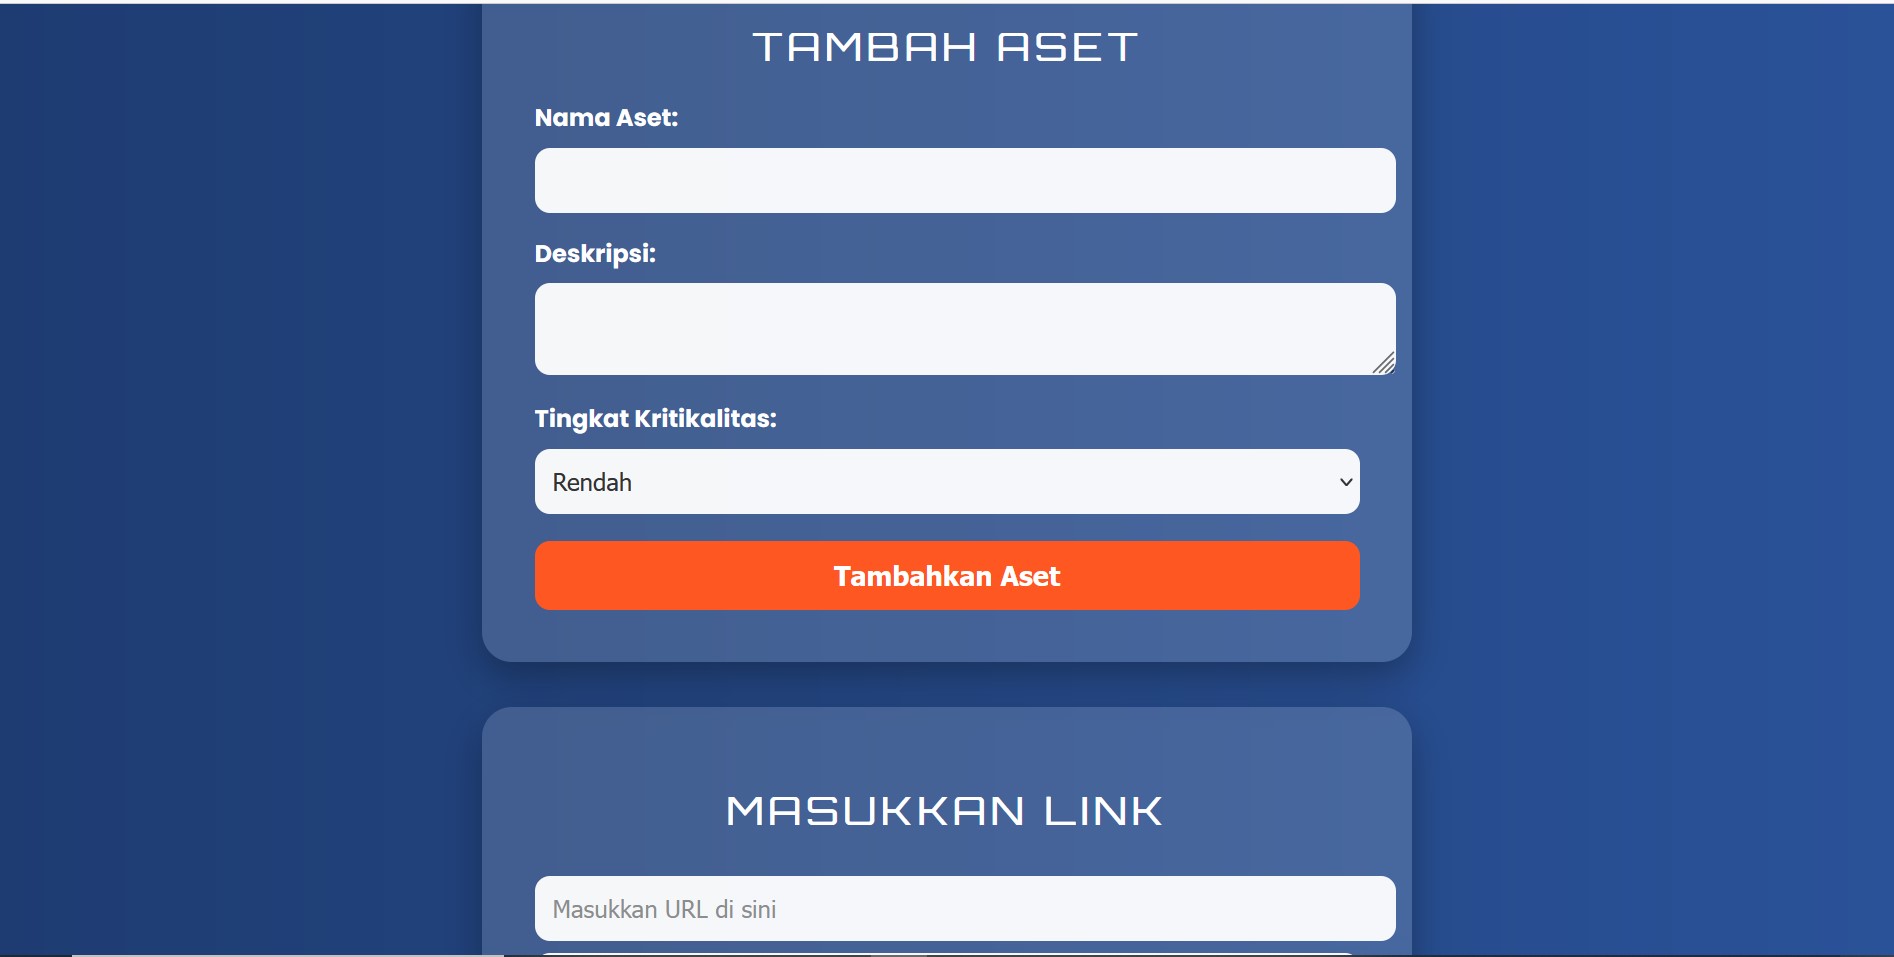 TAMBAH ASET
Nama Aset:
Deskripsi:
Tingkat Kritikalitas:
Rendah
Tambahkan Aset
MASUKKAN LINK
Masukkan URL di sini